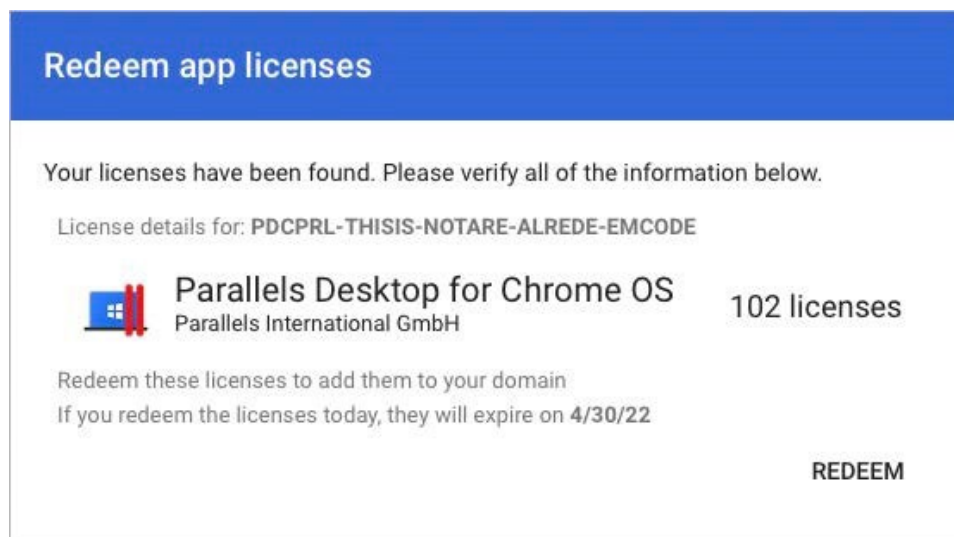 Redeem app licenses
Your licenses have been found. Please verify all of the information below.
License details for: PDCPRL-THISIS-NOTARE-ALREDE-EMCODE
Parallels Desktop for Chrome OS
102 licenses
Parallels International GmbH
Redeem these licenses to add them to your domain
If you redeem the licenses today, they will expire on 4/30/22
REDEEM